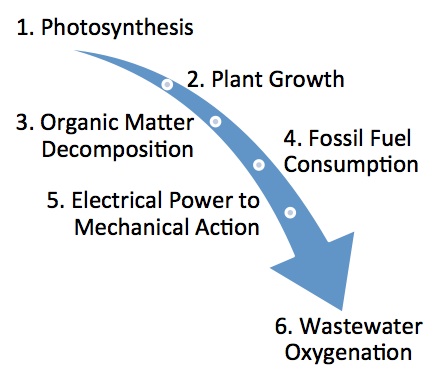 1. Photosynthesis
2. Plant Growth
3. Organic Matter
Decomposition
4. Fossil Fuel
Consumption
5. Electrical Power to
Mechanical Action
6. Wastewater
Oxygenation